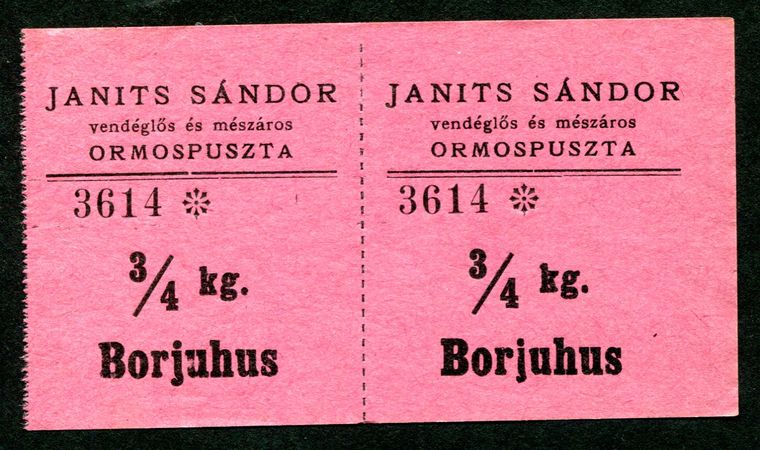 JANITS SÁNDOR
vendéglős és mészáros
ORMOSPUSZTA
3614
3/4 kg.
Borjuhus
JANITS SÁNDOR
vendéglős és mészáros
ORMOSPUSZTA
3614
3/4 kg.
Borjuhus